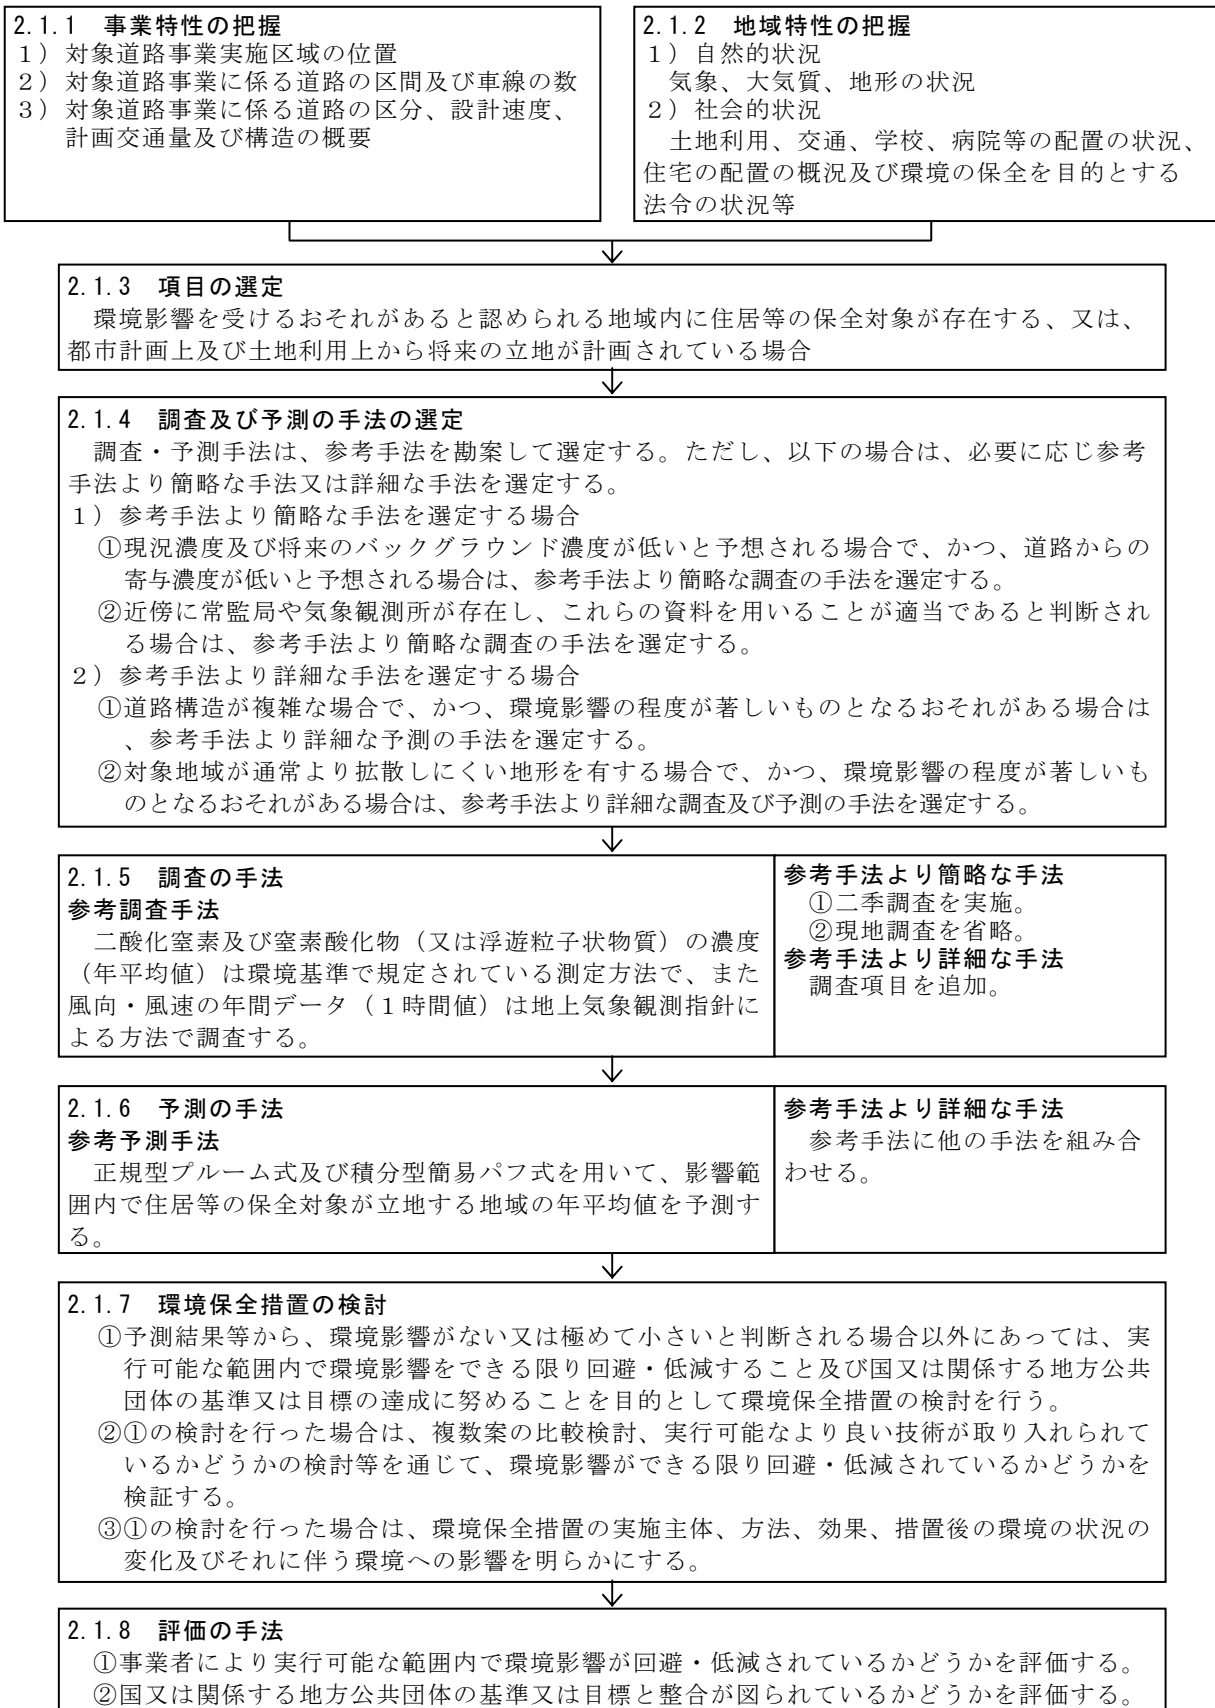 2.1.1 事業特性の把握
１）対象道路事業実施区域の位置
２）対象道路事業に係る道路の区間及び車線の数
３）対象道路事業に係る道路の区分、設計速度、
計画交通量及び構造の概要
2.1.2 地域特性の把握
１）自然的状況
気象、大気質、地形の状況
２）社会的状況
土地利用、交通、学校、病院等の配置の状況、
住宅の配置の概況及び環境の保全を目的とする
法令の状況等
2.1.3 項目の選定
環境影響を受けるおそれがあると認められる地域内に住居等の保全対象が存在する、又は、
都市計画上及び土地利用上から将来の立地が計画されている場合
2.1.4 調査及び予測の手法の選定
調査・予測手法は、参考手法を勘案して選定する。ただし、以下の場合は、必要に応じ参考
手法より簡略な手法又は詳細な手法を選定する。
１）参考手法より簡略な手法を選定する場合
①現況濃度及び将来のバックグラウンド濃度が低いと予想される場合で、かつ、道路からの
寄与濃度が低いと予想される場合は、参考手法より簡略な調査の手法を選定する。
②近傍に常監局や気象観測所が存在し、これらの資料を用いることが適当であると判断され
る場合は、参考手法より簡略な調査の手法を選定する。
２）参考手法より詳細な手法を選定する場合
①道路構造が複雑な場合で、かつ、環境影響の程度が著しいものとなるおそれがある場合は
、参考手法より詳細な予測の手法を選定する。
②対象地域が通常より拡散しにくい地形を有する場合で、かつ、環境影響の程度が著しいも
のとなるおそれがある場合は、参考手法より詳細な調査及び予測の手法を選定する。
2.1.5 調査の手法
参考調査手法
二酸化窒素及び窒素酸化物（又は浮遊粒子状物質）の濃度
（年平均値）は環境基準で規定されている測定方法で、また
風向・風速の年間データ（１時間値）は地上気象観測指針に
よる方法で調査する。
参考手法より簡略な手法
①二季調査を実施。
②現地調査を省略。
参考手法より詳細な手法
調査項目を追加。
2.1.6 予測の手法
参考予測手法
正規型プルーム式及び積分型簡易パフ式を用いて、影響範
囲内で住居等の保全対象が立地する地域の年平均値を予測す
る。
参考手法より詳細な手法
参考手法に他の手法を組み合
わせる。
2.1.7 環境保全措置の検討
①予測結果等から、環境影響がない又は極めて小さいと判断される場合以外にあっては、実
行可能な範囲内で環境影響をできる限り回避・低減すること及び国又は関係する地方公共
団体の基準又は目標の達成に努めることを目的として環境保全措置の検討を行う。
②①の検討を行った場合は、複数案の比較検討、実行可能なより良い技術が取り入れられて
いるかどうかの検討等を通じて、環境影響ができる限り回避・低減されているかどうかを
検証する。
③①の検討を行った場合は、環境保全措置の実施主体、方法、効果、措置後の環境の状況の
変化及びそれに伴う環境への影響を明らかにする。
2.1.8 評価の手法
①事業者により実行可能な範囲内で環境影響が回避・低減されているかどうかを評価する。
②国又は関係する地方公共団体の基準又は目標と整合が図られているかどうかを評価する。